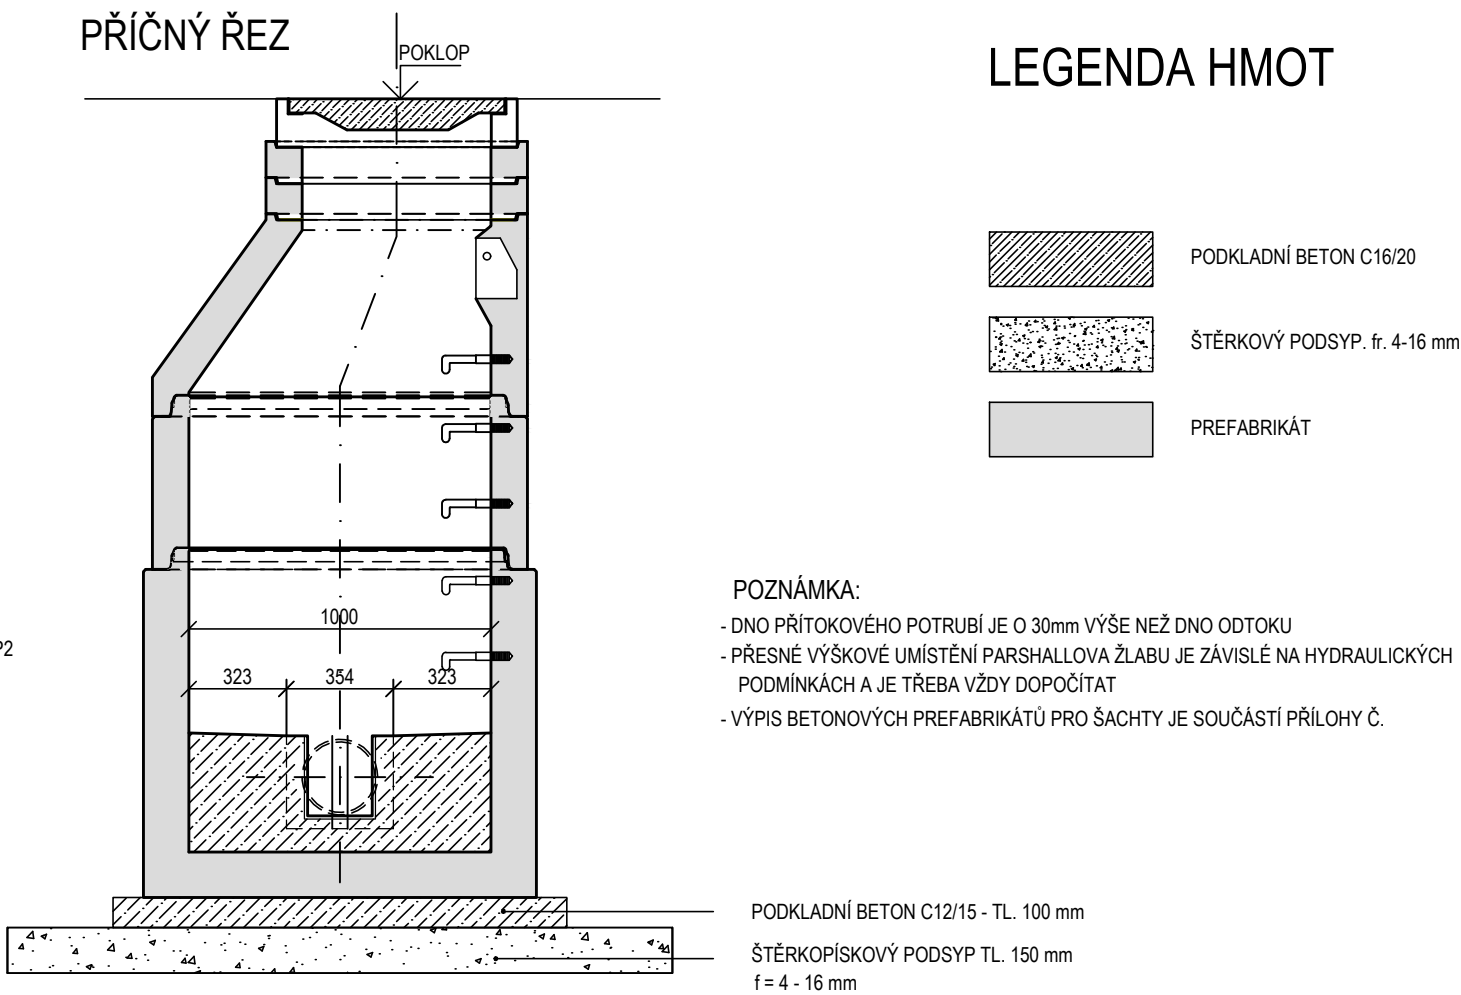 PŘÍČNÝ ŘEZ
POKLOP
LEGENDA HMOT
PODKLADNÍ BETON C16/20
ŠTĚRKOVÝ PODSYP. fr. 4-16 mm
PREFABRIKÁT
1000
323 354 323
P2
POZNÁMKA:
- DNO PŘÍTOKOVÉHO POTRUBÍ JE O 30mm VÝŠE NEŽ DNO ODTOKU
- PŘESNÉ VÝŠKOVÉ UMÍSTĚNÍ PARSHALLOVA ŽLABU JE ZÁVISLÉ NA HYDRAULICKÝCH
PODMÍNKÁCH A JE TŘEBA VŽDY DOPOČÍTAT
- VÝPIS BETONOVÝCH PREFABRIKÁTŮ PRO ŠACHTY JE SOUČÁSTÍ PŘÍLOHY Č.
PODKLADNÍ BETON C12/15 - TL. 100 mm
ŠTĚRKOPÍSKOVÝ PODSYP TL. 150 mm
f = 4 - 16 mm